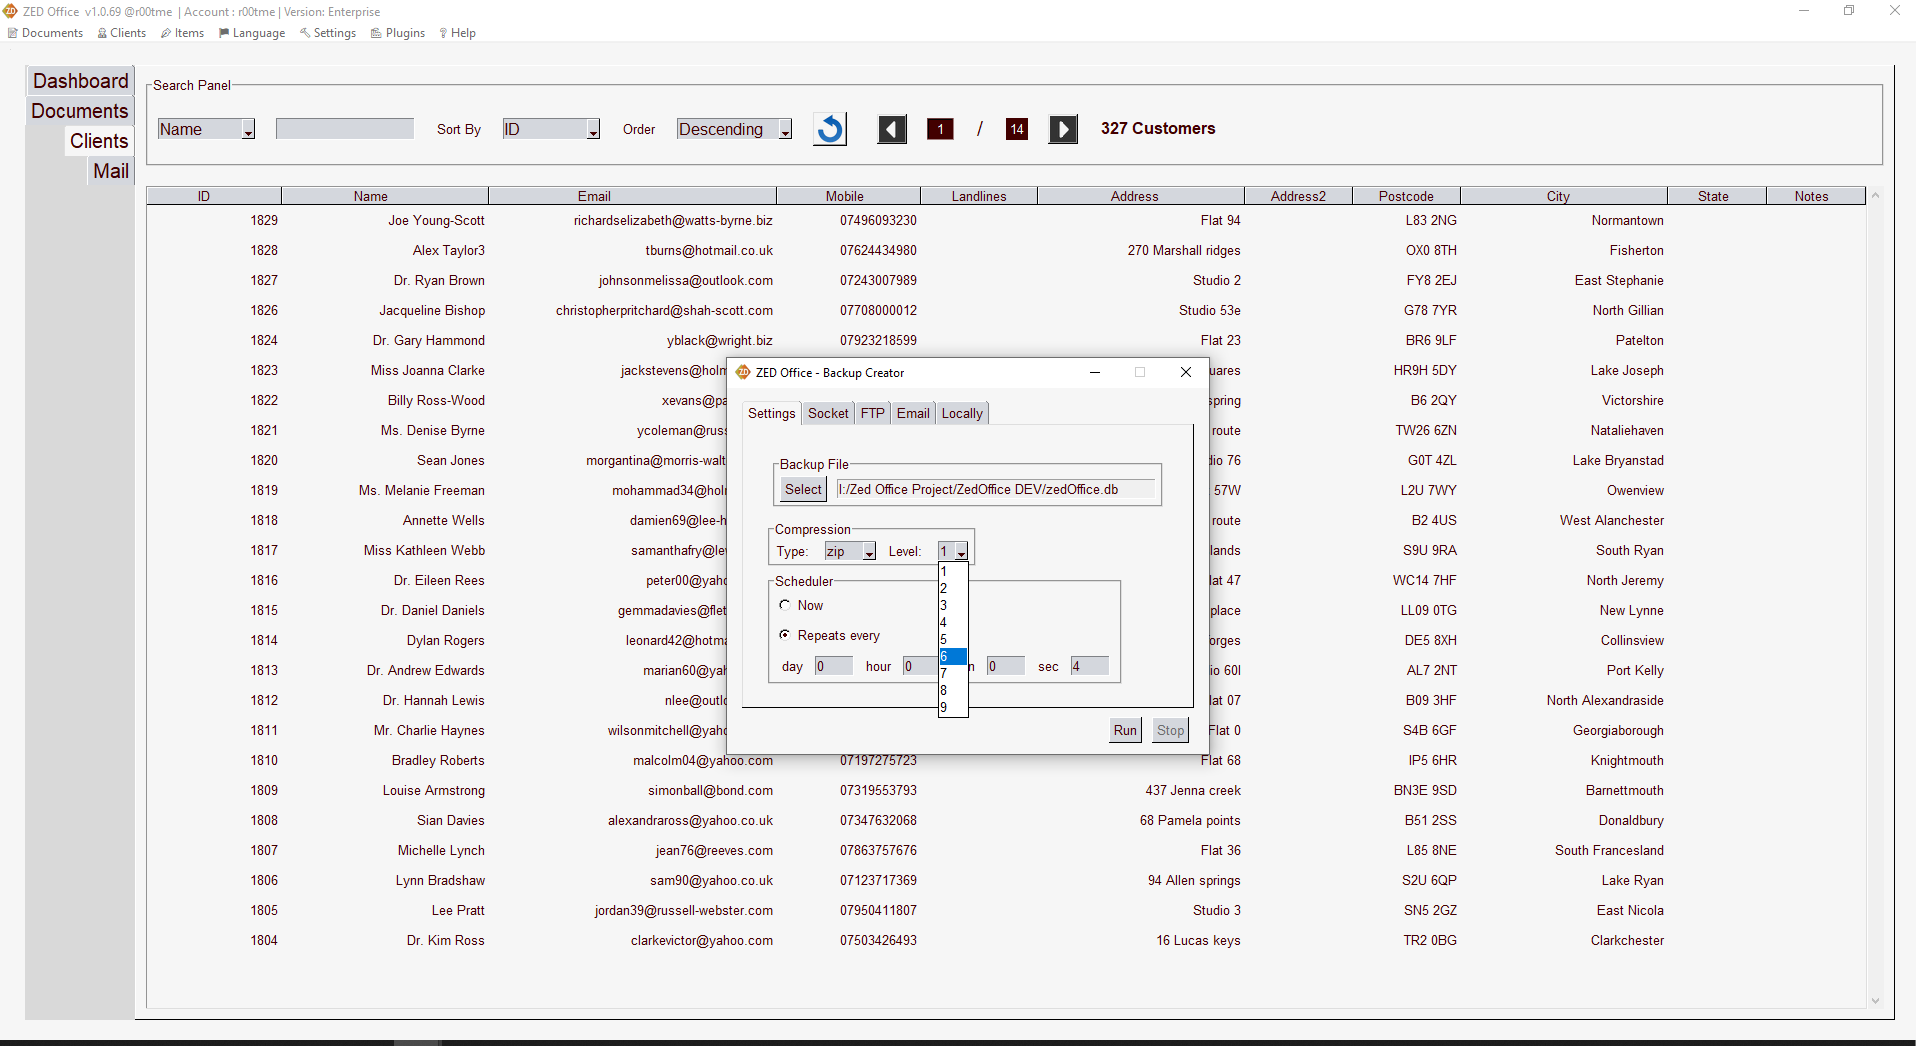 ZED Office v1.0.69 @r00tme | Account : r00tme | Version: Enterprise
Documents Clients Items Language Settings Plugins Help
Dashboard
Documents
Clients
Mail
Search Panel
Name Sort By ID Order Descending 1 / 14 327 Customers
ID Name Email Mobile Landlines Address Address2 Postcode City State Notes
1829 Joe Young-Scott richardselizabeth@watts-byrne.biz 07496093230 Flat 94 L83 2NG Normantown
1828 Alex Taylor3 tburns@hotmail.co.uk 07624434980 270 Marshall ridges OX0 8TH Fisherton
1827 Dr. Ryan Brown johnsonmelissa@outlook.com 07243007989 Studio 2 FY8 2EJ East Stephanie
1826 Jacqueline Bishop christopherpritchard@shah-scott.com 07708000012 Studio 53e G78 7YR North Gillian
1824 Dr. Gary Hammond yblack@wright.biz 07923218599 Flat 23 BR6 9LF Patelton
1823 Miss Joanna Clarke jackstevens@holm uares HR9H 5DY Lake Joseph
1822 Billy Ross-Wood xevans@pa spring B6 2QY Victorshire
1821 Ms. Denise Byrne ycoleman@russ route TW26 6ZN Nataliehaven
1820 Sean Jones morgantina@morris-walt dio 76 G0T 4ZL Lake Bryanstad
1819 Ms. Melanie Freeman mohammad34@holn 57W L2U 7WY Owenview
1818 Annette Wells damien69@lee-h route B2 4US West Alanchester
1817 Miss Kathleen Webb samanthafry@lev lands S9U 9RA South Ryan
1816 Dr. Eileen Rees peter00@yaho lat 47 WC14 7HF North Jeremy
1815 Dr. Daniel Daniels gemmadavies@flet place LL09 0TG New Lynne
1814 Dylan Rogers leonard42@hotma orges DE5 8XH Collinsview
1813 Dr. Andrew Edwards marian60@yah io 60l AL7 2NT Port Kelly
1812 Dr. Hannah Lewis nlee@outlo lat 07 B09 3HF North Alexandraside
1811 Mr. Charlie Haynes wilsonmitchell@yaho Flat 0 S4B 6GF Georgiaborough
1810 Bradley Roberts malcolm04@yahoo.com 07197275723 Flat 68 IP5 6HR Knightmouth
1809 Louise Armstrong simonball@bond.com 07319553793 437 Jenna creek BN3E 9SD Barnettmouth
1808 Sian Davies alexandraross@yahoo.co.uk 07347632068 68 Pamela points B51 2SS Donaldbury
1807 Michelle Lynch jean76@reeves.com 07863757676 Flat 36 L85 8NE South Francesland
1806 Lynn Bradshaw sam90@yahoo.co.uk 07123717369 94 Allen springs S2U 6QP Lake Ryan
1805 Lee Pratt jordan39@russell-webster.com 07950411807 Studio 3 SN5 2GZ East Nicola
1804 Dr. Kim Ross clarkevictor@yahoo.com 07503426493 16 Lucas keys TR2 0BG Clarkchester
ZED Office - Backup Creator
Settings Socket FTP Email Locally
Backup File
Select I:/Zed Office Project/ZedOffice DEV/zedOffice.db
Compression
Type: zip Level: 1
1
2
3
4
5
6
7
8
9
Scheduler
Now
Repeats every
day 0 hour 0 n 0 sec 4
Run Stop